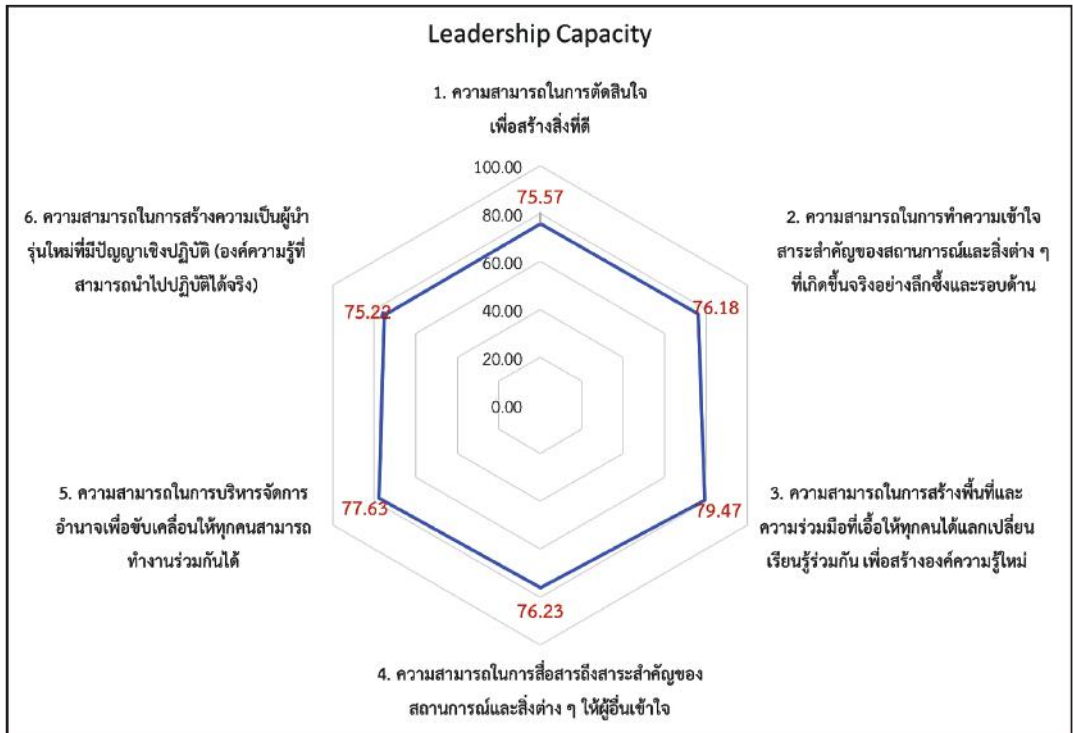 Leadership Capacity
1. ความสามารถในการตัดสินใจ
เพื่อสร้างสิ่งที่ดี
100.00
75.57
80.00
60.00
40.00
20.00
0.00
2. ความสามารถในการทำความเข้าใจ
สาระสำคัญของสถานการณ์และสิ่งต่าง ๆ
ที่เกิดขึ้นจริงอย่างลึกซึ้งและรอบด้าน
76.18
3. ความสามารถในการสร้างพื้นที่และ
ความร่วมมือที่เอื้อให้ทุกคนได้แลกเปลี่ยน
เรียนรู้ร่วมกัน เพื่อสร้างองค์ความรู้ใหม่
79.47
76.23
4. ความสามารถในการสื่อสารถึงสาระสำคัญของ
สถานการณ์และสิ่งต่าง ๆ ให้ผู้อื่นเข้าใจ
5. ความสามารถในการบริหารจัดการ
อำนาจเพื่อขับเคลื่อนให้ทุกคนสามารถ
ทำงานร่วมกันได้
77.63
6. ความสามารถในการสร้างความเป็นผู้นำ
รุ่นใหม่ที่มีปัญญาเชิงปฏิบัติ (องค์ความรู้ที่
สามารถนำไปปฏิบัติได้จริง)
75.22